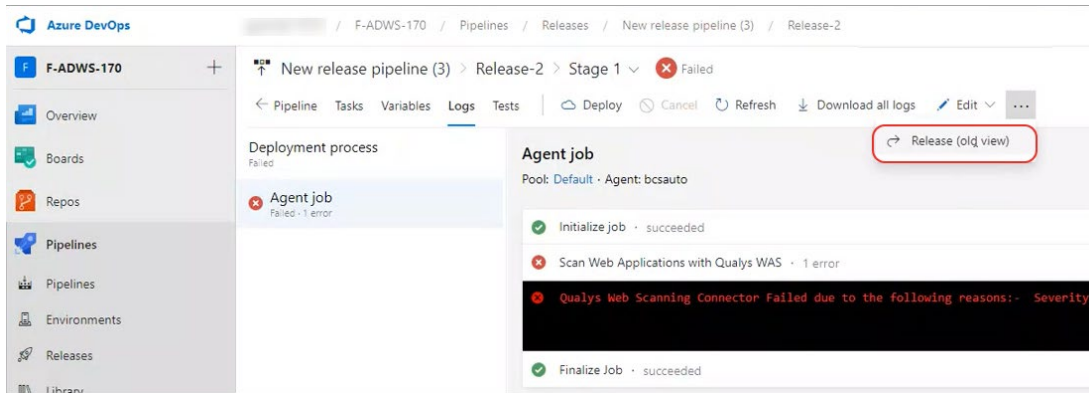 Azure DevOps
/ F-ADWS-170 / Pipelines / Releases / New release pipeline (3) / Release-2
F F-ADWS-170 +
New release pipeline (3) > Release-2 > Stage 1 Failed
← Pipeline Tasks Variables Logs Tests Deploy Cancel Refresh Download all logs Edit ...
Release (old view)
Overview
Boards
Repos
Pipelines
Pipelines
Environments
Releases
Library
Deployment process
Failed
Agent job
Failed · 1 error
Agent job
Pool: Default · Agent: bcsauto
Initialize job · succeeded
Scan Web Applications with Qualys WAS · 1 error
Qualys Web Scanning Connector Failed due to the following reasons:- Severity
Finalize Job · succeeded